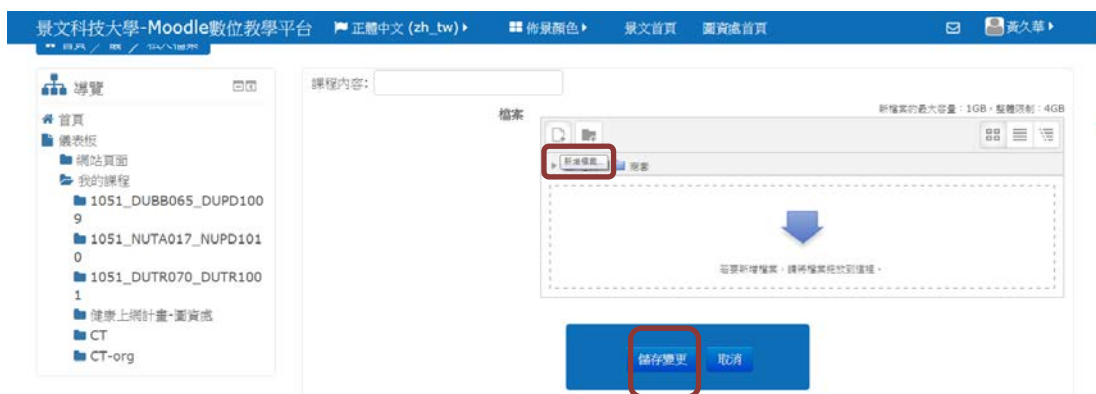 景文科技大學-Moodle數位教學平台 正體中文 (zh_tw) 佈景顏色 景文首頁 圖資處首頁 黃久華
首頁 / 私人檔案
導覽
首頁
儀表板
網站頁面
我的課程
1051_DUBB065_DUPD100
9
1051_NUTA017_NUPD101
0
1051_DUTR070_DUTR100
1
健康上網計畫-圖資處
CT
CT-org
課程內容:
檔案
新檔案的最大容量：1GB，整體限制：4GB
新增檔案...
檔案
若要新增檔案，請將檔案拖放到這裡。
儲存變更 取消